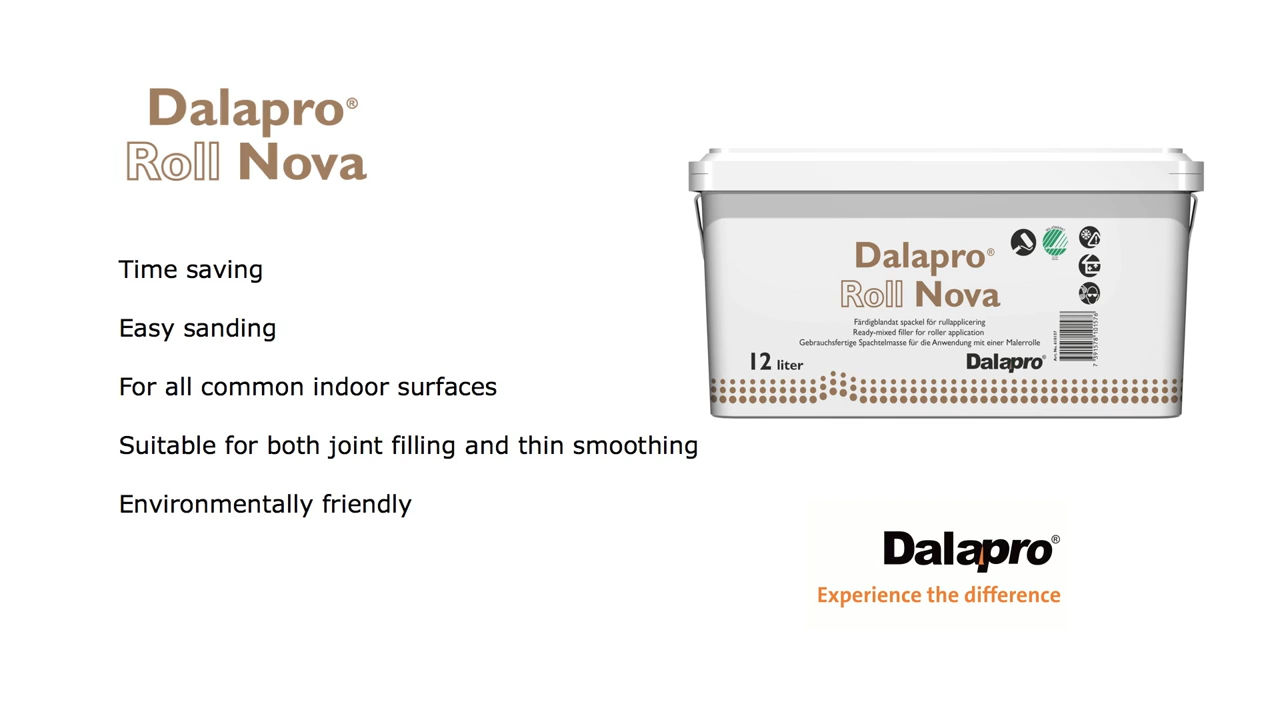 Dalapro®
Roll Nova
Time saving
Easy sanding
For all common indoor surfaces
Suitable for both joint filling and thin smoothing
Environmentally friendly
Dalapro®
Roll Nova
Färdigblandat spackel för rullapplicering
Ready-mixed filler for roller application
Gebrauchsfertige Spachtelmasse für die Anwendung mit einer Malerrolle
12 liter
Dalapro®
Dalapro®
Experience the difference